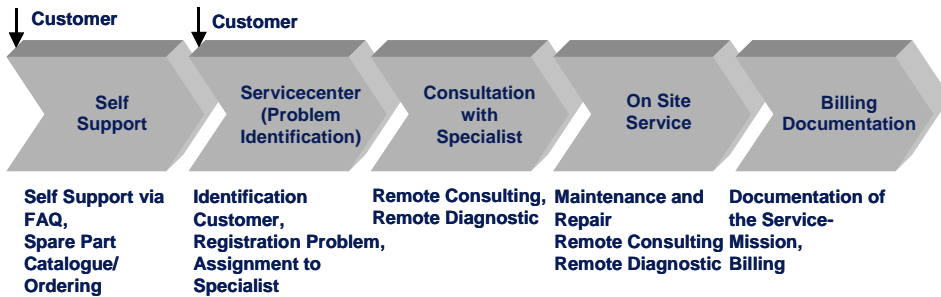 Customer
Customer
Self
Support
Servicecenter
(Problem
Identification)
Consultation
with
Specialist
On Site
Service
Billing
Documentation
Self Support via
FAQ,
Spare Part
Catalogue/
Ordering
Identification
Customer,
Registration Problem,
Assignment to
Specialist
Remote Consulting,
Remote Diagnostic
Maintenance and
Repair
Remote Consulting
Remote Diagnostic
Documentation of
the Service-
Mission,
Billing